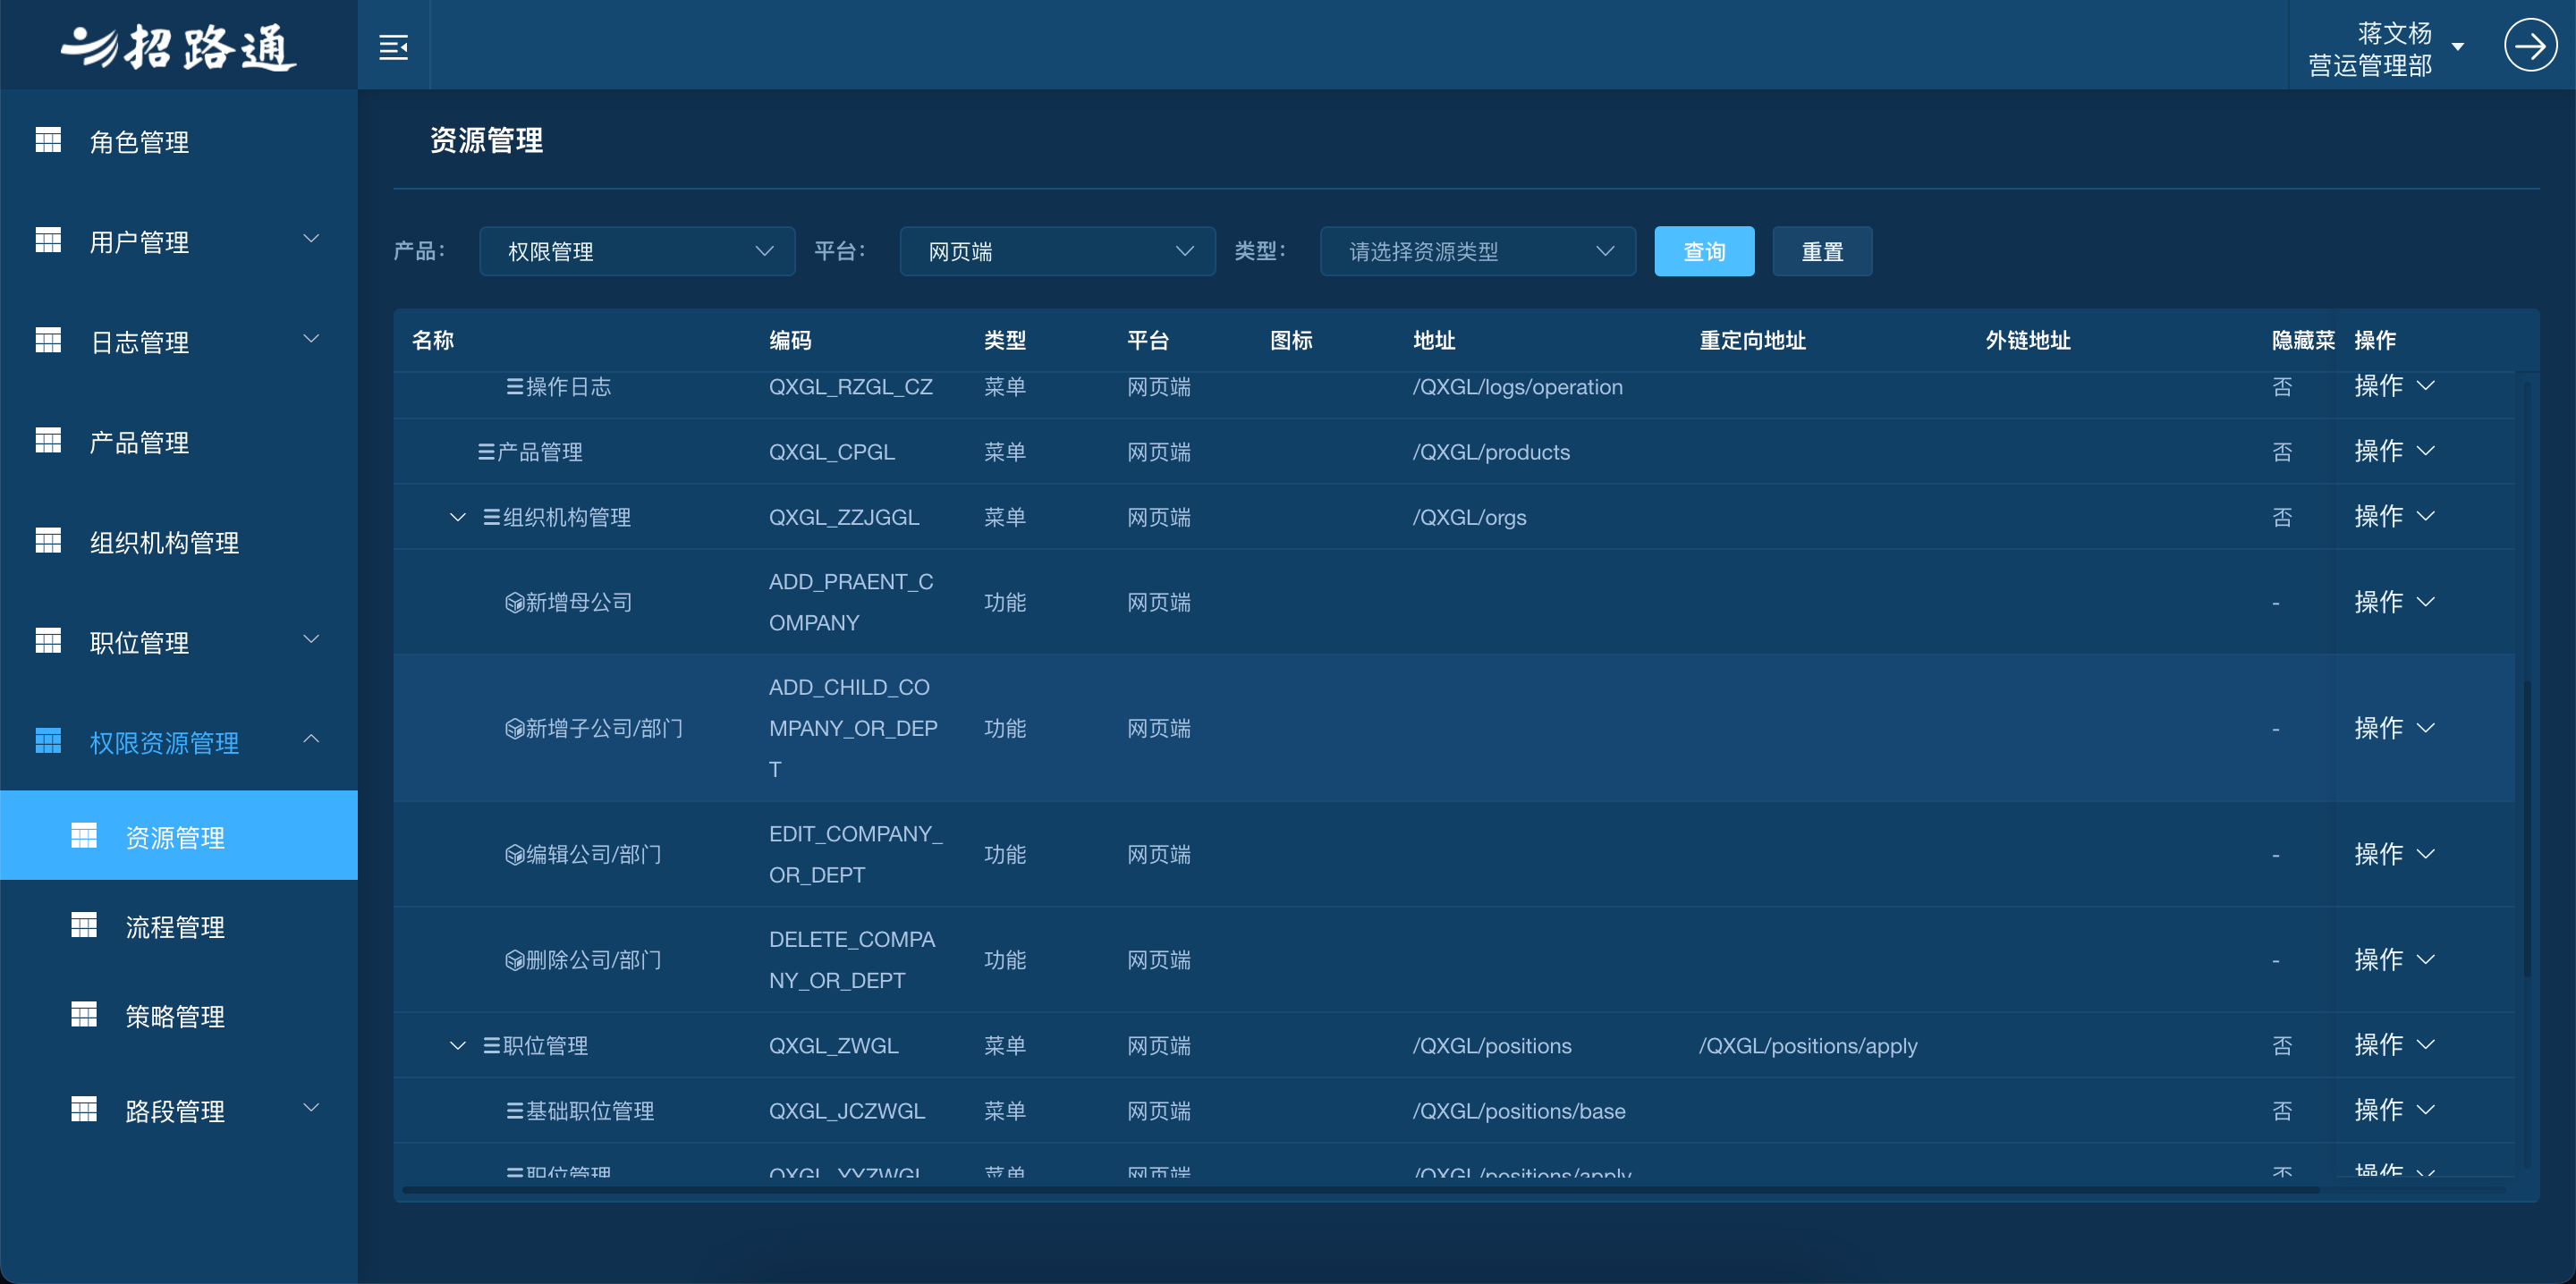 招路通
蒋文杨
营运管理部
角色管理
用户管理
日志管理
产品管理
组织机构管理
职位管理
权限资源管理
资源管理
流程管理
策略管理
路段管理
资源管理
产品: 权限管理 平台: 网页端 类型: 请选择资源类型 查询 重置
名称 编码 类型 平台 图标 地址 重定向地址 外链地址 隐藏菜 操作
操作日志 QXGL_RZGL_CZ 菜单 网页端 /QXGL/logs/operation 否 操作
产品管理 QXGL_CPGL 菜单 网页端 /QXGL/products 否 操作
组织机构管理 QXGL_ZZJGGL 菜单 网页端 /QXGL/orgs 否 操作
ADD_PRAENT_C
新增母公司 功能 网页端 - 操作
OMPANY
ADD_CHILD_CO
新增子公司/部门 MPANY_OR_DEP 功能 网页端 - 操作
T
EDIT_COMPANY_
编辑公司/部门 功能 网页端 - 操作
OR_DEPT
DELETE_COMPA
删除公司/部门 功能 网页端 - 操作
NY_OR_DEPT
职位管理 QXGL_ZWGL 菜单 网页端 /QXGL/positions /QXGL/positions/apply 否 操作
基础职位管理 QXGL_JCZWGL 菜单 网页端 /QXGL/positions/base 否 操作
职位管理 QXGL_YYZWGL 菜单 网页端 /QXGL/positions/apply 否 操作